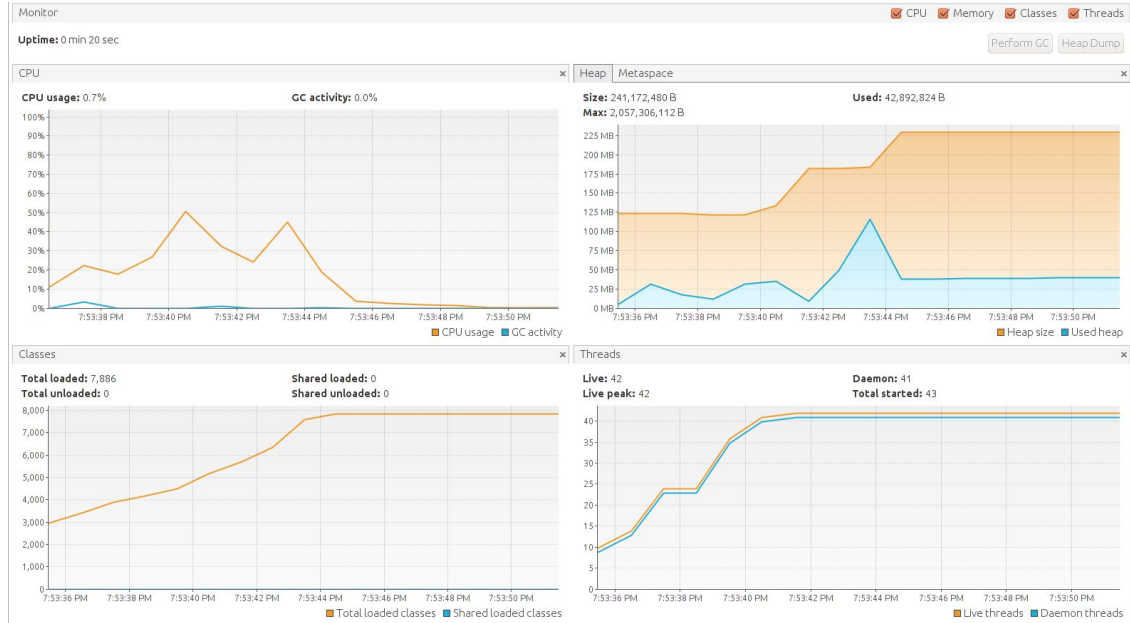 Monitor
CPU Memory Classes Threads
Uptime: 0 min 20 sec
Perform GC Heap Dump
CPU ×
CPU usage: 0.7% GC activity: 0.0%
100%
90%
80%
70%
60%
50%
40%
30%
20%
10%
0%
7:53:38 PM 7:53:40 PM 7:53:42 PM 7:53:44 PM 7:53:46 PM 7:53:48 PM 7:53:50 PM
CPU usage GC activity
Heap Metaspace ×
Size: 241,172,480 B Used: 42,892,824 B
Max: 2,057,306,112 B
225 MB
200 MB
175 MB
150 MB
125 MB
100 MB
75 MB
50 MB
25 MB
0 MB
7:53:36 PM 7:53:38 PM 7:53:40 PM 7:53:42 PM 7:53:44 PM 7:53:46 PM 7:53:48 PM 7:53:50 PM
Heap size Used heap
Classes ×
Total loaded: 7,886 Shared loaded: 0
Total unloaded: 0 Shared unloaded: 0
8,000
7,000
6,000
5,000
4,000
3,000
2,000
1,000
0
7:53:36 PM 7:53:38 PM 7:53:40 PM 7:53:42 PM 7:53:44 PM 7:53:46 PM 7:53:48 PM 7:53:50 PM
Total loaded classes Shared loaded classes
Threads ×
Live: 42 Daemon: 41
Live peak: 42 Total started: 43
40
35
30
25
20
15
10
5
0
7:53:36 PM 7:53:38 PM 7:53:40 PM 7:53:42 PM 7:53:44 PM 7:53:46 PM 7:53:48 PM 7:53:50 PM
Live threads Daemon threads